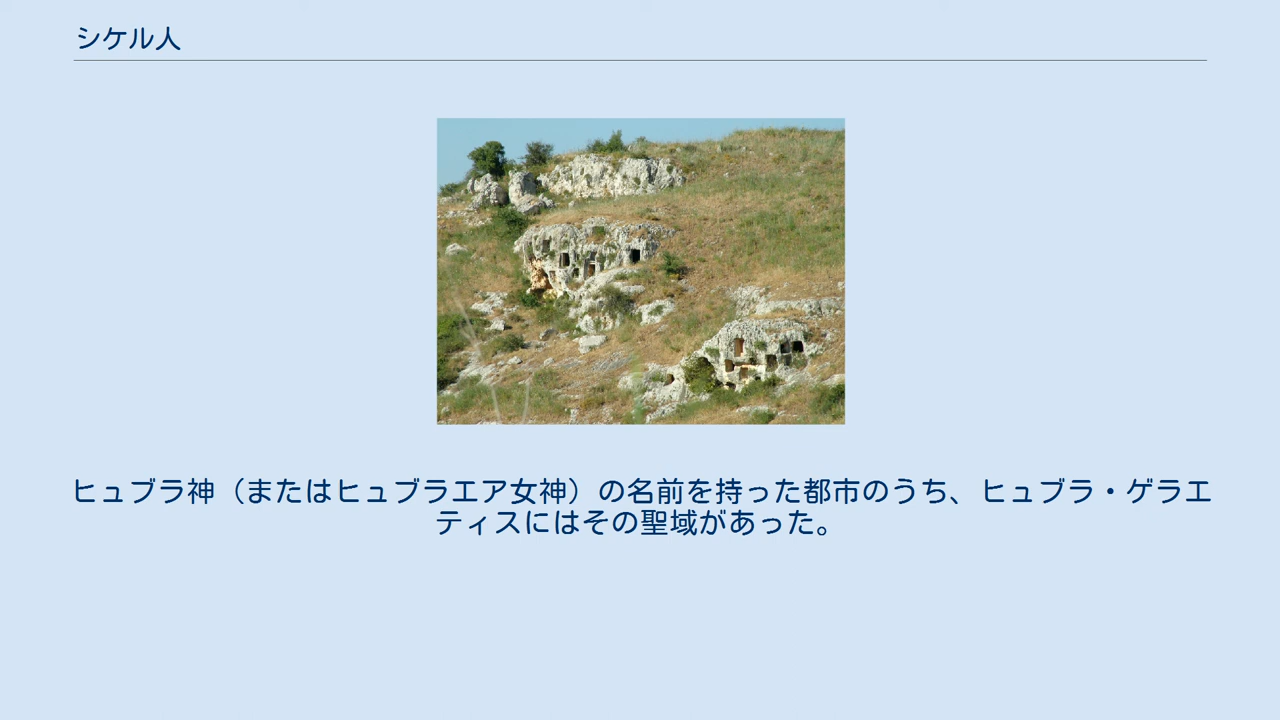 シケル人
ヒュブラ神（またはヒュブラエア女神）の名前を持った都市のうち、ヒュブラ・ゲラエ
ティスにはその聖域があった。